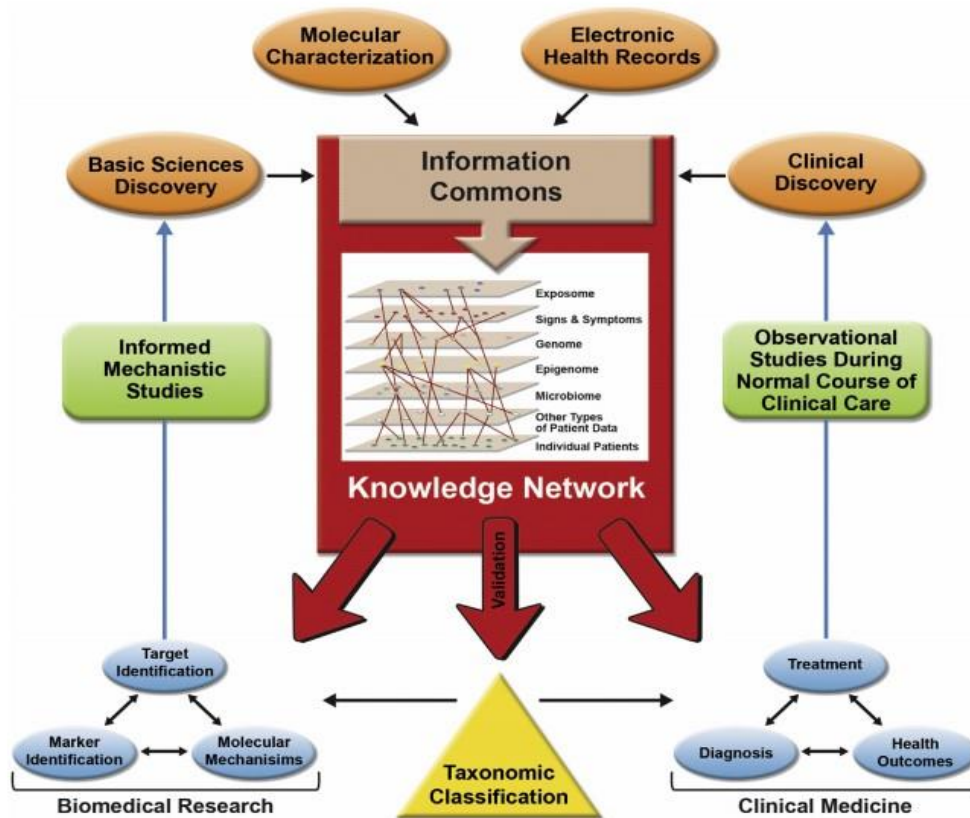 Molecular
Characterization
Electronic
Health Records
Basic Sciences
Discovery
Information
Commons
Clinical
Discovery
Exposome
Signs & Symptoms
Genome
Epigenome
Microbiome
Other Types
of Patient Data
Individual Patients
Informed
Mechanistic
Studies
Observational
Studies During
Normal Course of
Clinical Care
Knowledge Network
Validation
Target
Identification
Marker
Identification
Molecular
Mechanisims
Biomedical Research
Taxonomic
Classification
Treatment
Diagnosis
Health
Outcomes
Clinical Medicine